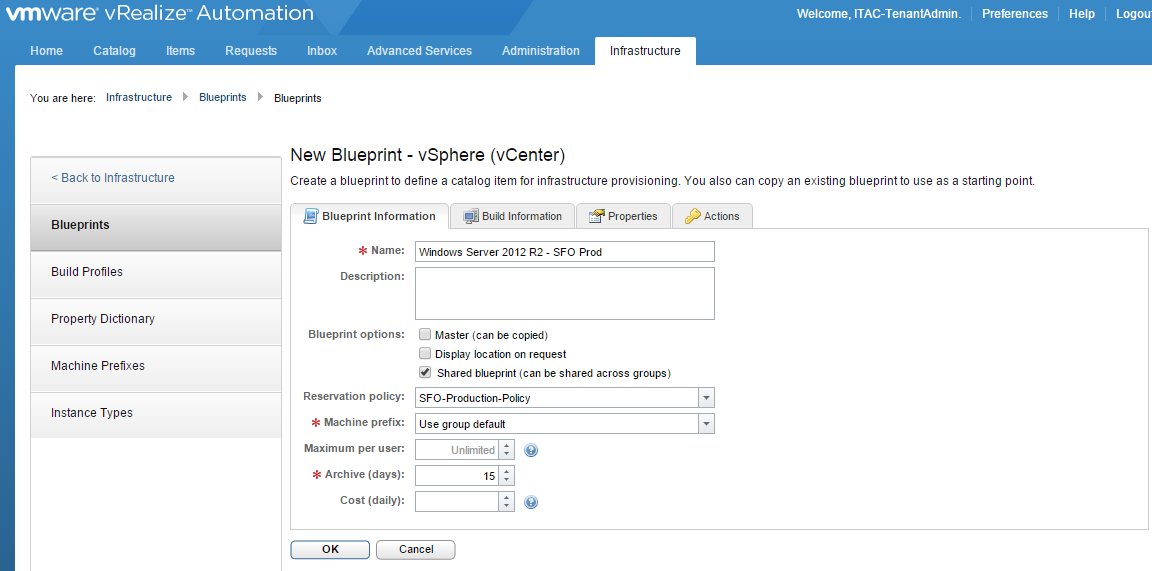 vmware® vRealize™ Automation
Welcome, ITAC-TenantAdmin. Preferences Help Logou
Home Catalog Items Requests Inbox Advanced Services Administration Infrastructure
You are here: Infrastructure Blueprints Blueprints
New Blueprint - vSphere (vCenter)
Create a blueprint to define a catalog item for infrastructure provisioning. You also can copy an existing blueprint to use as a starting point.
< Back to Infrastructure
Blueprints
Build Profiles
Property Dictionary
Machine Prefixes
Instance Types
Blueprint Information Build Information Properties Actions
* Name: Windows Server 2012 R2 - SFO Prod
Description:
Blueprint options: Master (can be copied)
Display location on request
Shared blueprint (can be shared across groups)
Reservation policy: SFO-Production-Policy
* Machine prefix: Use group default
Maximum per user: Unlimited ?
* Archive (days): 15
Cost (daily): ?
OK Cancel